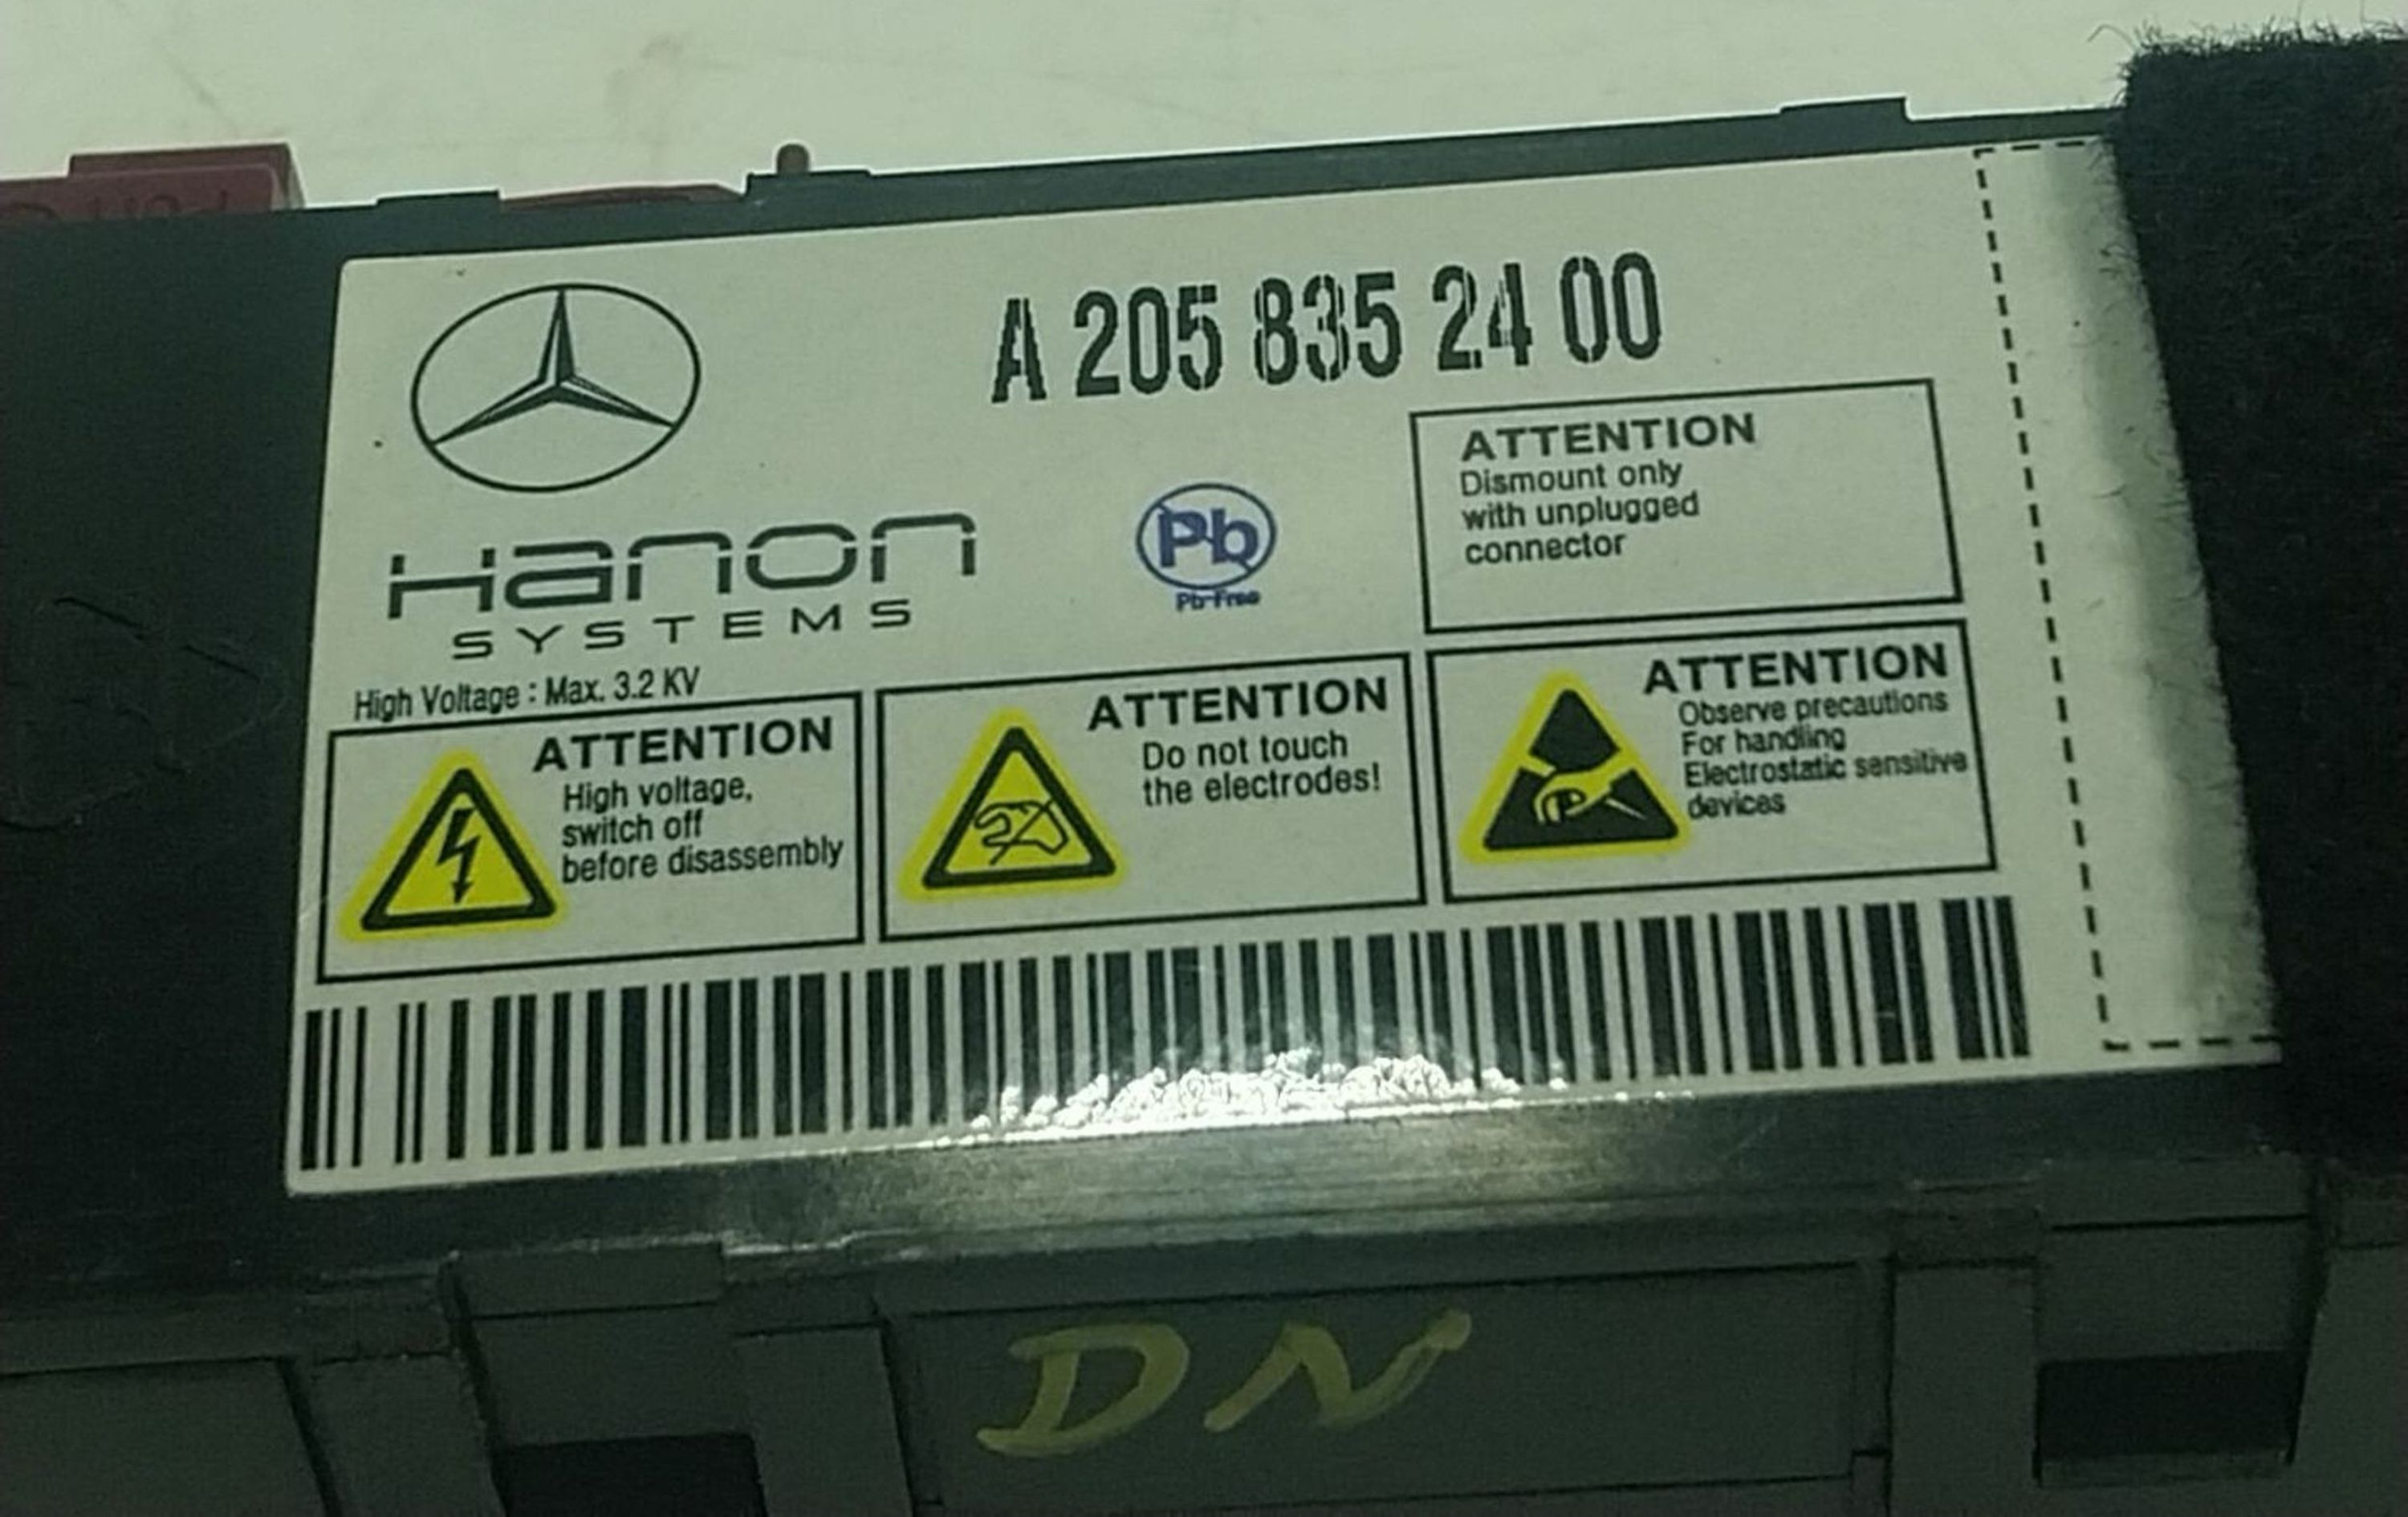 A 205 835 24 00
Hanon
SYSTEMS
Pb
Pb-Free
ATTENTION
Dismount only
with unplugged
connector
High Voltage : Max. 3.2 KV
ATTENTION
High voltage,
switch off
before disassembly
ATTENTION
Do not touch
the electrodes!
ATTENTION
Observe precautions
For handling
Electrostatic sensitive
devices
DN